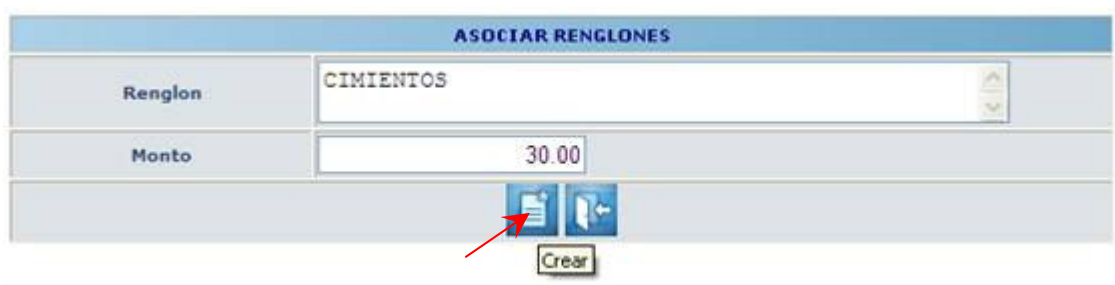 ASOCIAR RENGLONES
Renglon
CIMIENTOS
Monto
30.00
Crear